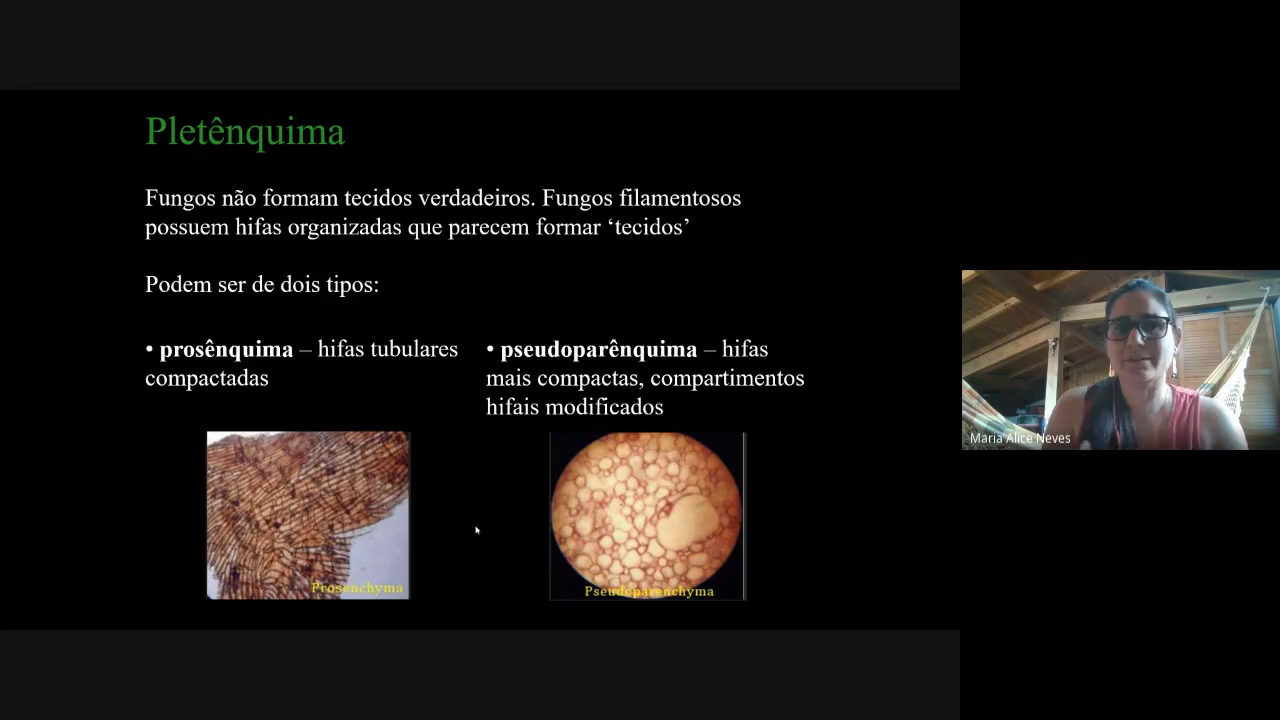 Pletênquima
Fungos não formam tecidos verdadeiros. Fungos filamentosos
possuem hifas organizadas que parecem formar ‘tecidos’
Podem ser de dois tipos:
• prosênquima – hifas tubulares
compactadas
• pseudoparênquima – hifas
mais compactas, compartimentos
hifais modificados
Prosenchyma
Pseudoparenchyma
Maria Alice Neves